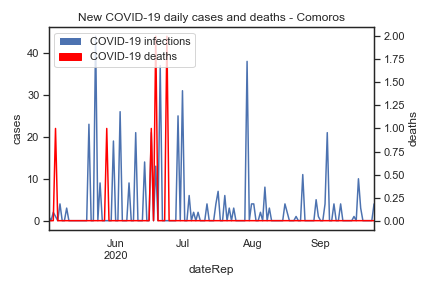 New COVID-19 daily cases and deaths - Comoros
COVID-19 infections
COVID-19 deaths
40
30
20
10
0
cases
2.00
1.75
1.50
1.25
1.00
0.75
0.50
0.25
0.00
deaths
Jun
2020
Jul
Aug
Sep
dateRep